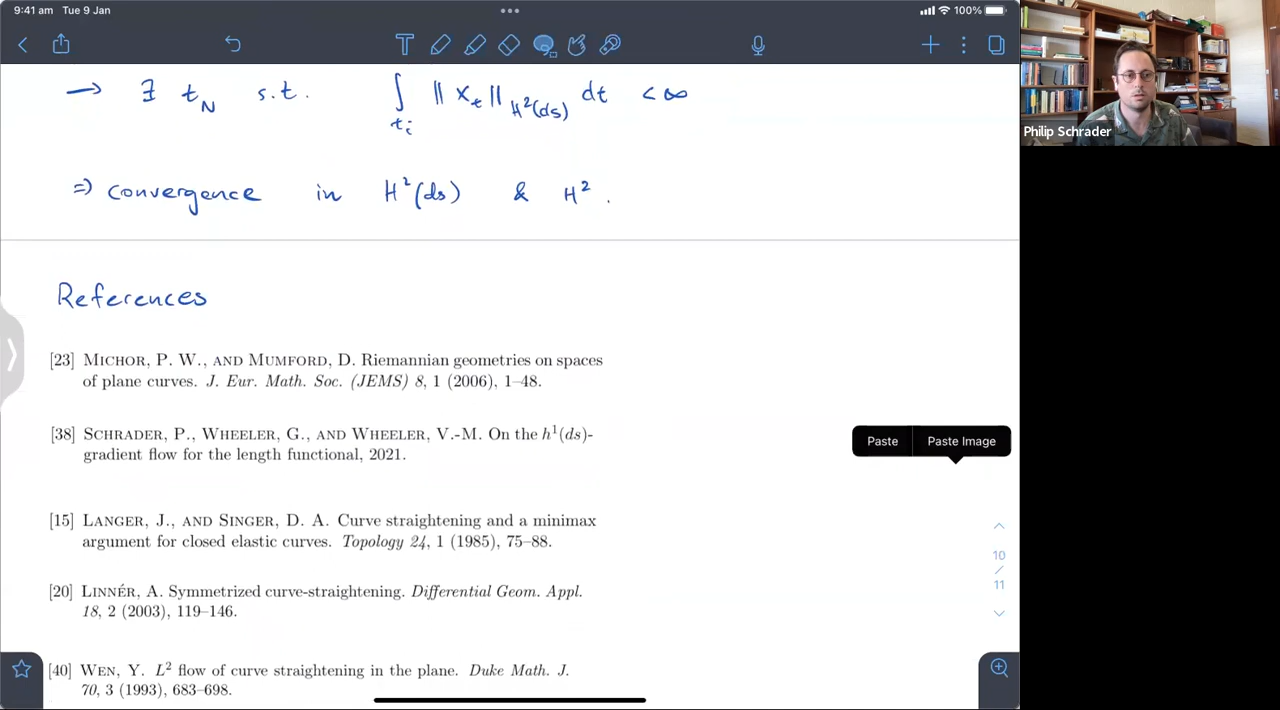 9:41 am Tue 9 Jan
100%
→ ∃ t_N s.t. ∫_{t_i} ‖ X_t ‖_{H²(ds)} dt < ∞
⇒ convergence in H²(ds) & H² .
References
[23] MICHOR, P. W., AND MUMFORD, D. Riemannian geometries on spaces
of plane curves. J. Eur. Math. Soc. (JEMS) 8, 1 (2006), 1–48.
[38] SCHRADER, P., WHEELER, G., AND WHEELER, V.-M. On the h¹(ds)-
gradient flow for the length functional, 2021.
[15] LANGER, J., AND SINGER, D. A. Curve straightening and a minimax
argument for closed elastic curves. Topology 24, 1 (1985), 75–88.
[20] LINNÉR, A. Symmetrized curve-straightening. Differential Geom. Appl.
18, 2 (2003), 119–146.
[40] WEN, Y. L² flow of curve straightening in the plane. Duke Math. J.
70, 3 (1993), 683–698.
Paste Paste Image
10
/
11
Philip Schrader